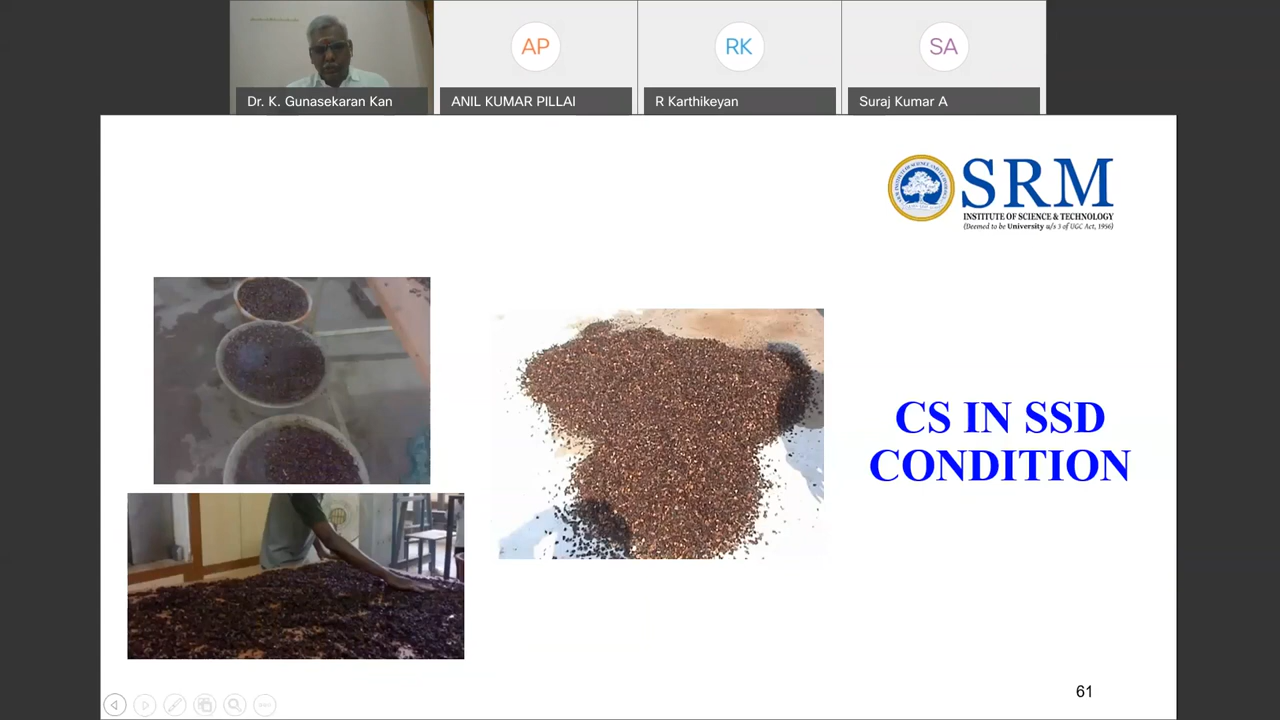 Dr. K. Gunasekaran Kan
AP
ANIL KUMAR PILLAI
RK
R Karthikeyan
SA
Suraj Kumar A
SRM
INSTITUTE OF SCIENCE & TECHNOLOGY
(Deemed to be University u/s 3 of UGC Act, 1956)
CS IN SSD
CONDITION
61